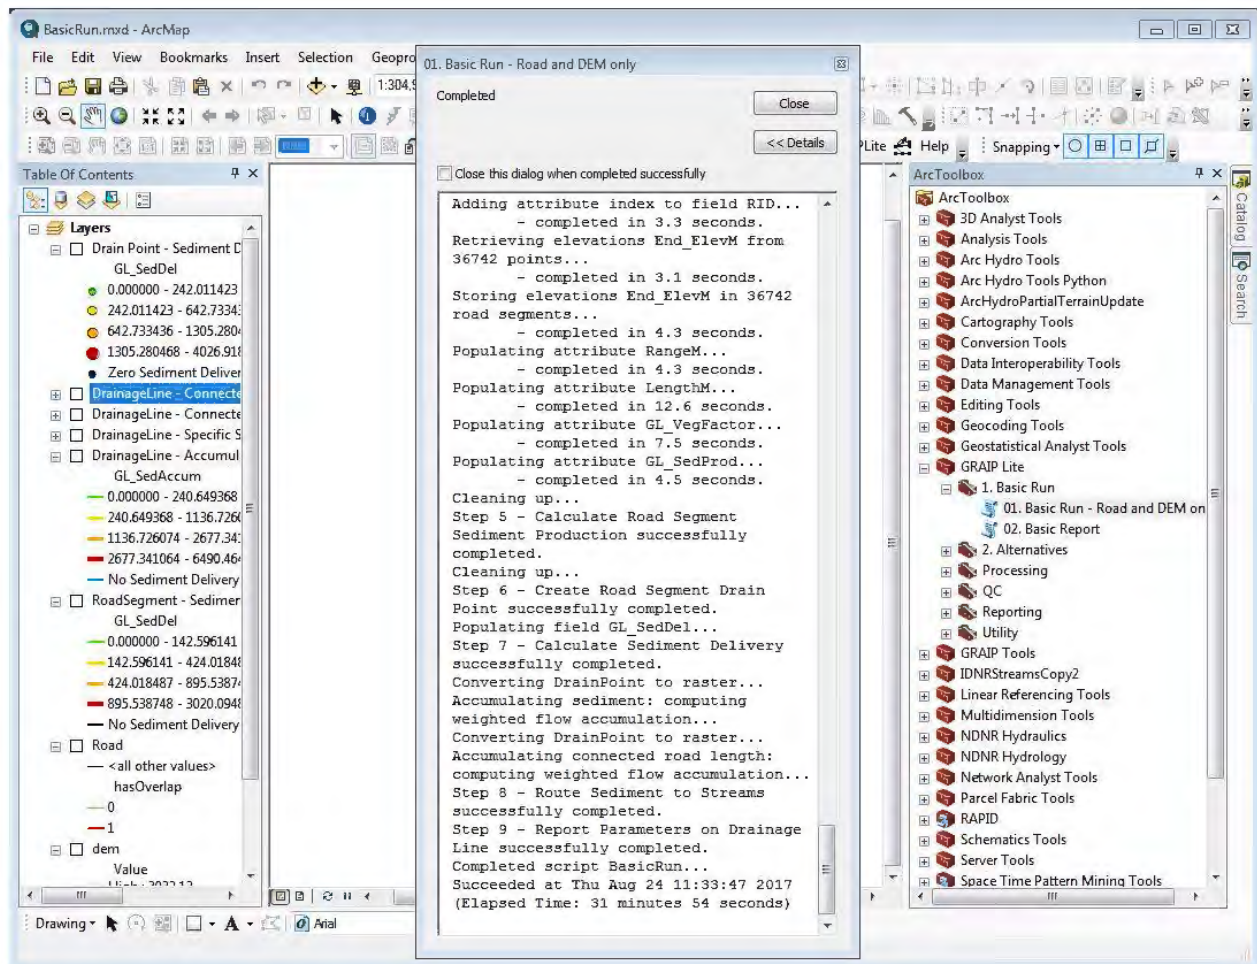 BasicRun.mxd - ArcMap
File Edit View Bookmarks Insert Selection Geopro
01. Basic Run - Road and DEM only
1:304,9
Completed
Close
<< Details
Lite Help Snapping
Close this dialog when completed successfully
Table Of Contents
Layers
Drain Point - Sediment D
GL_SedDel
0.000000 - 242.011423
242.011423 - 642.7334
642.733436 - 1305.280
1305.280468 - 4026.918
Zero Sediment Deliver
DrainageLine - Connecte
DrainageLine - Connecte
DrainageLine - Specific S
DrainageLine - Accumul
GL_SedAccum
0.000000 - 240.649368
240.649368 - 1136.726
1136.726074 - 2677.34
2677.341064 - 6490.46
No Sediment Delivery
RoadSegment - Sedimer
GL_SedDel
0.000000 - 142.596141
142.596141 - 424.01848
424.018487 - 895.5387
895.538748 - 3020.0948
No Sediment Delivery
Road
<all other values>
hasOverlap
0
1
dem
Value
Drawing A Arial
Adding attribute index to field RID...
- completed in 3.3 seconds.
Retrieving elevations End_ElevM from
36742 points...
- completed in 3.1 seconds.
Storing elevations End_ElevM in 36742
road segments...
- completed in 4.3 seconds.
Populating attribute RangeM...
- completed in 4.3 seconds.
Populating attribute LengthM...
- completed in 12.6 seconds.
Populating attribute GL_VegFactor...
- completed in 7.5 seconds.
Populating attribute GL_SedProd...
- completed in 4.5 seconds.
Cleaning up...
Step 5 - Calculate Road Segment
Sediment Production successfully
completed.
Cleaning up...
Step 6 - Create Road Segment Drain
Point successfully completed.
Populating field GL_SedDel...
Step 7 - Calculate Sediment Delivery
successfully completed.
Converting DrainPoint to raster...
Accumulating sediment: computing
weighted flow accumulation...
Converting DrainPoint to raster...
Accumulating connected road length:
computing weighted flow accumulation...
Step 8 - Route Sediment to Streams
successfully completed.
Step 9 - Report Parameters on Drainage
Line successfully completed.
Completed script BasicRun...
Succeeded at Thu Aug 24 11:33:47 2017
(Elapsed Time: 31 minutes 54 seconds)
ArcToolbox
ArcToolbox
3D Analyst Tools
Analysis Tools
Arc Hydro Tools
Arc Hydro Tools Python
ArcHydroPartialTerrainUpdate
Cartography Tools
Conversion Tools
Data Interoperability Tools
Data Management Tools
Editing Tools
Geocoding Tools
Geostatistical Analyst Tools
GRAIP Lite
1. Basic Run
01. Basic Run - Road and DEM on
02. Basic Report
2. Alternatives
Processing
QC
Reporting
Utility
GRAIP Tools
IDNRStreamsCopy2
Linear Referencing Tools
Multidimension Tools
NDNR Hydraulics
NDNR Hydrology
Network Analyst Tools
Parcel Fabric Tools
RAPID
Schematics Tools
Server Tools
Space Time Pattern Mining Tools
Catalog
Search